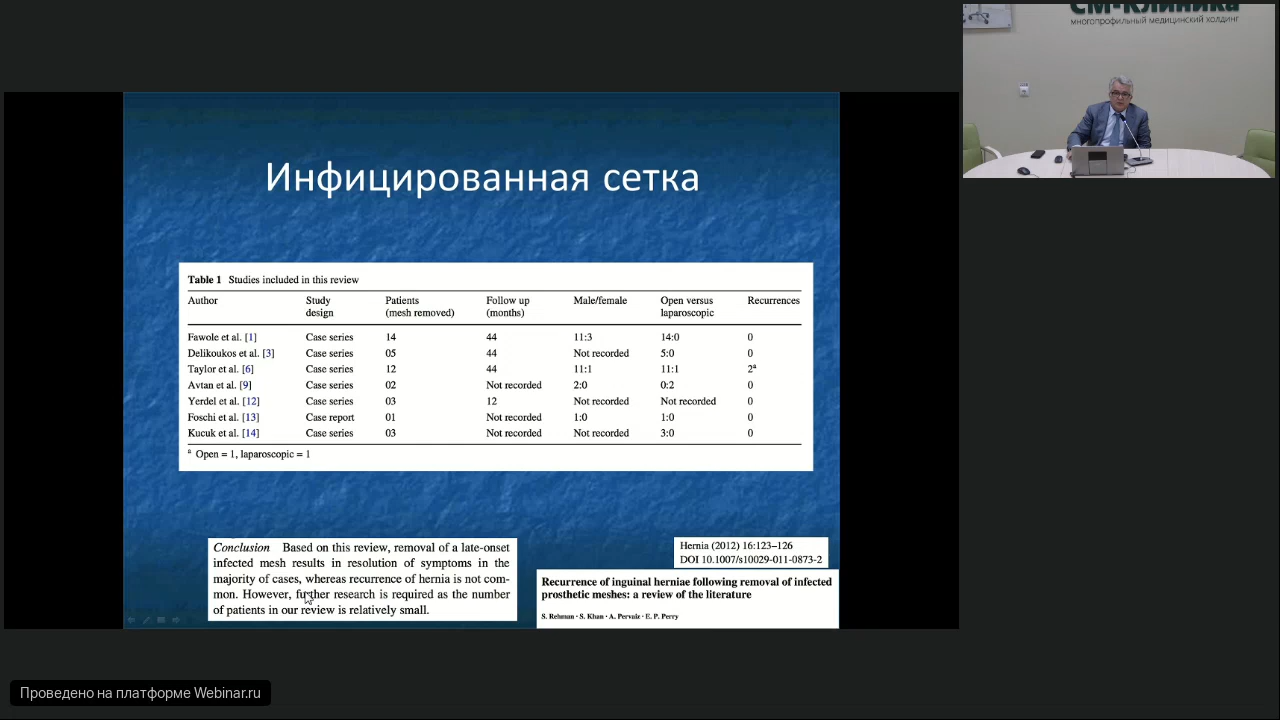 СМ-Клиника
многопрофильный медицинский холдинг
Инфицированная сетка
Table 1 Studies included in this review
Author Study design Patients (mesh removed) Follow up (months) Male/female Open versus laparoscopic Recurrences
Fawole et al. [1] Case series 14 44 11:3 14:0 0
Delikoukos et al. [3] Case series 05 44 Not recorded 5:0 0
Taylor et al. [6] Case series 12 44 11:1 11:1 2a
Avtan et al. [9] Case series 02 Not recorded 2:0 0:2 0
Yerdel et al. [12] Case series 03 12 Not recorded Not recorded 0
Foschi et al. [13] Case report 01 Not recorded 1:0 1:0 0
Kucuk et al. [14] Case series 03 Not recorded Not recorded 3:0 0
a Open = 1, laparoscopic = 1
Conclusion Based on this review, removal of a late-onset
infected mesh results in resolution of symptoms in the
majority of cases, whereas recurrence of hernia is not com-
mon. However, further research is required as the number
of patients in our review is relatively small.
Hernia (2012) 16:123–126
DOI 10.1007/s10029-011-0873-2
Recurrence of inguinal herniae following removal of infected
prosthetic meshes: a review of the literature
S. Rehman · S. Khan · A. Pervaiz · E. P. Perry
Проведено на платформе Webinar.ru